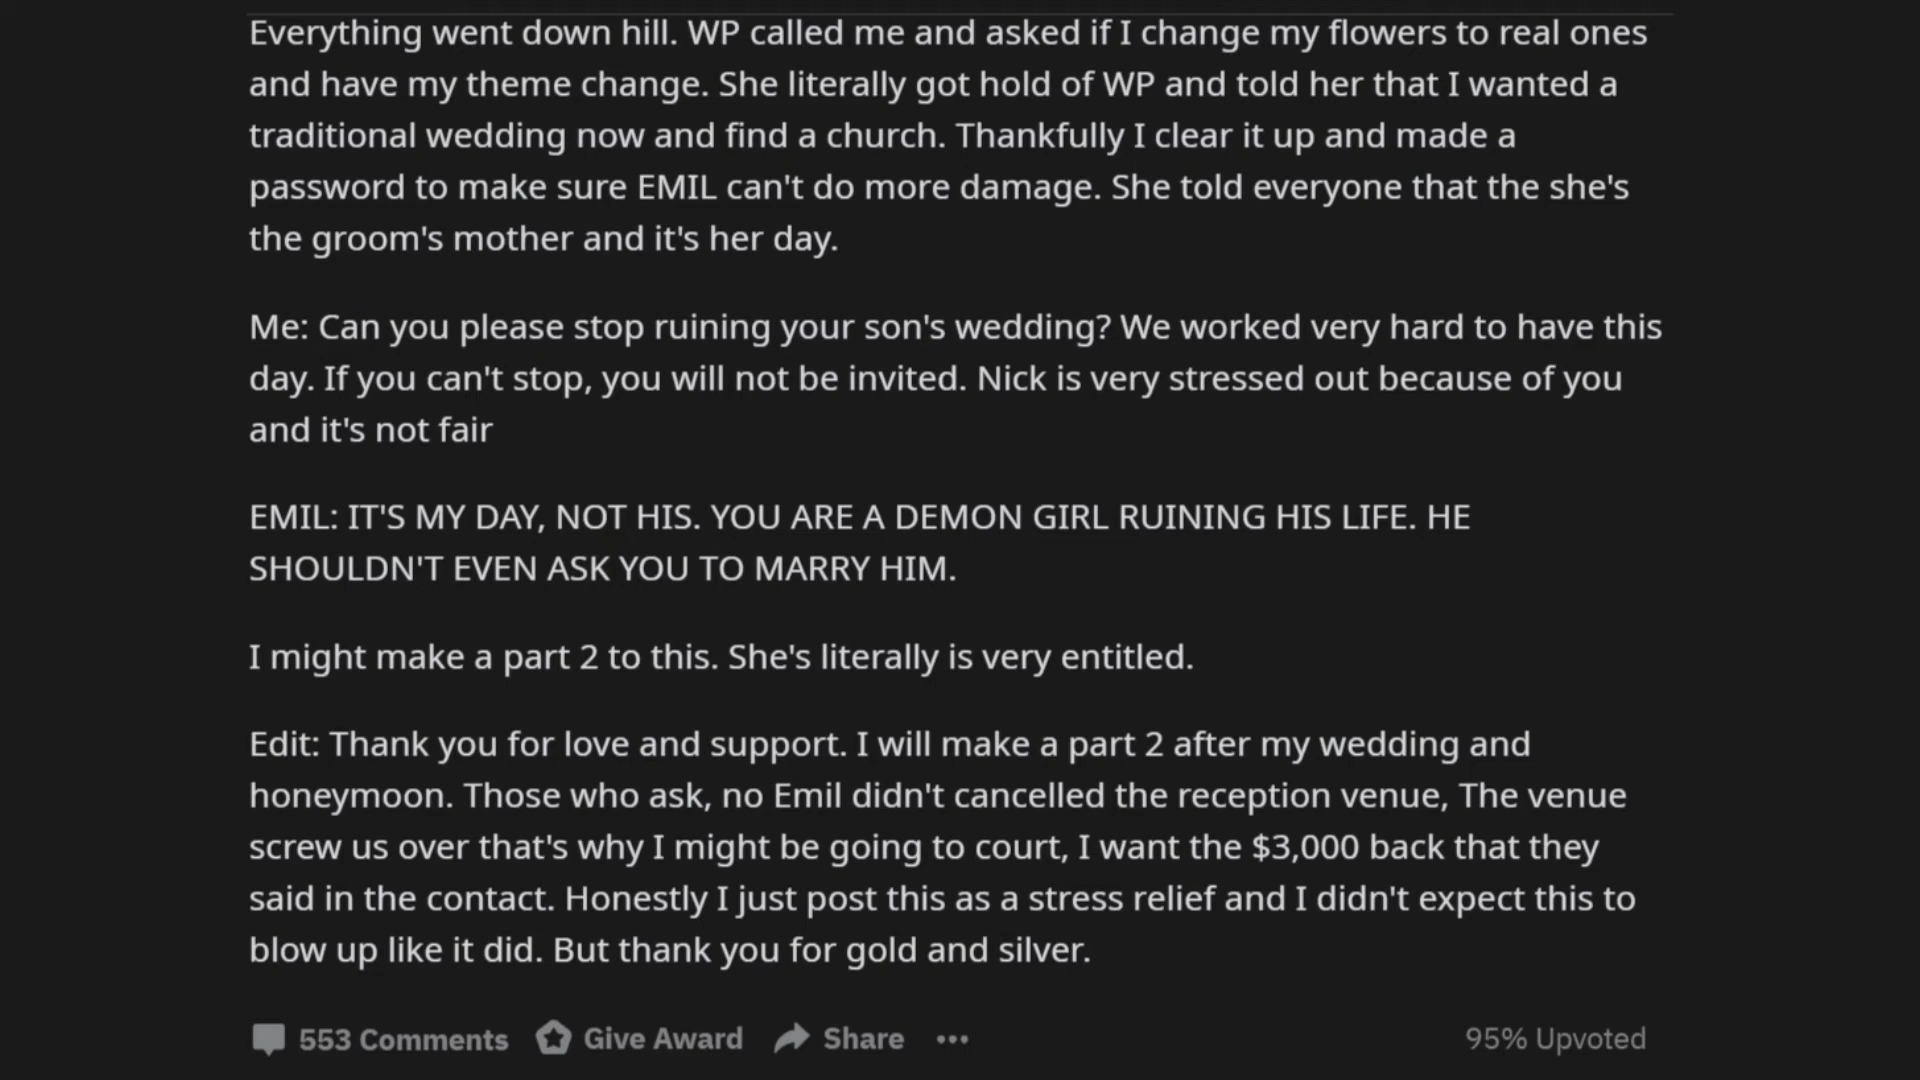 Everything went down hill. WP called me and asked if I change my flowers to real ones
and have my theme change. She literally got hold of WP and told her that I wanted a
traditional wedding now and find a church. Thankfully I clear it up and made a
password to make sure EMIL can't do more damage. She told everyone that the she's
the groom's mother and it's her day.
Me: Can you please stop ruining your son's wedding? We worked very hard to have this
day. If you can't stop, you will not be invited. Nick is very stressed out because of you
and it's not fair
EMIL: IT'S MY DAY, NOT HIS. YOU ARE A DEMON GIRL RUINING HIS LIFE. HE
SHOULDN'T EVEN ASK YOU TO MARRY HIM.
I might make a part 2 to this. She's literally is very entitled.
Edit: Thank you for love and support. I will make a part 2 after my wedding and
honeymoon. Those who ask, no Emil didn't cancelled the reception venue, The venue
screw us over that's why I might be going to court, I want the $3,000 back that they
said in the contact. Honestly I just post this as a stress relief and I didn't expect this to
blow up like it did. But thank you for gold and silver.
553 Comments Give Award Share ••• 95% Upvoted